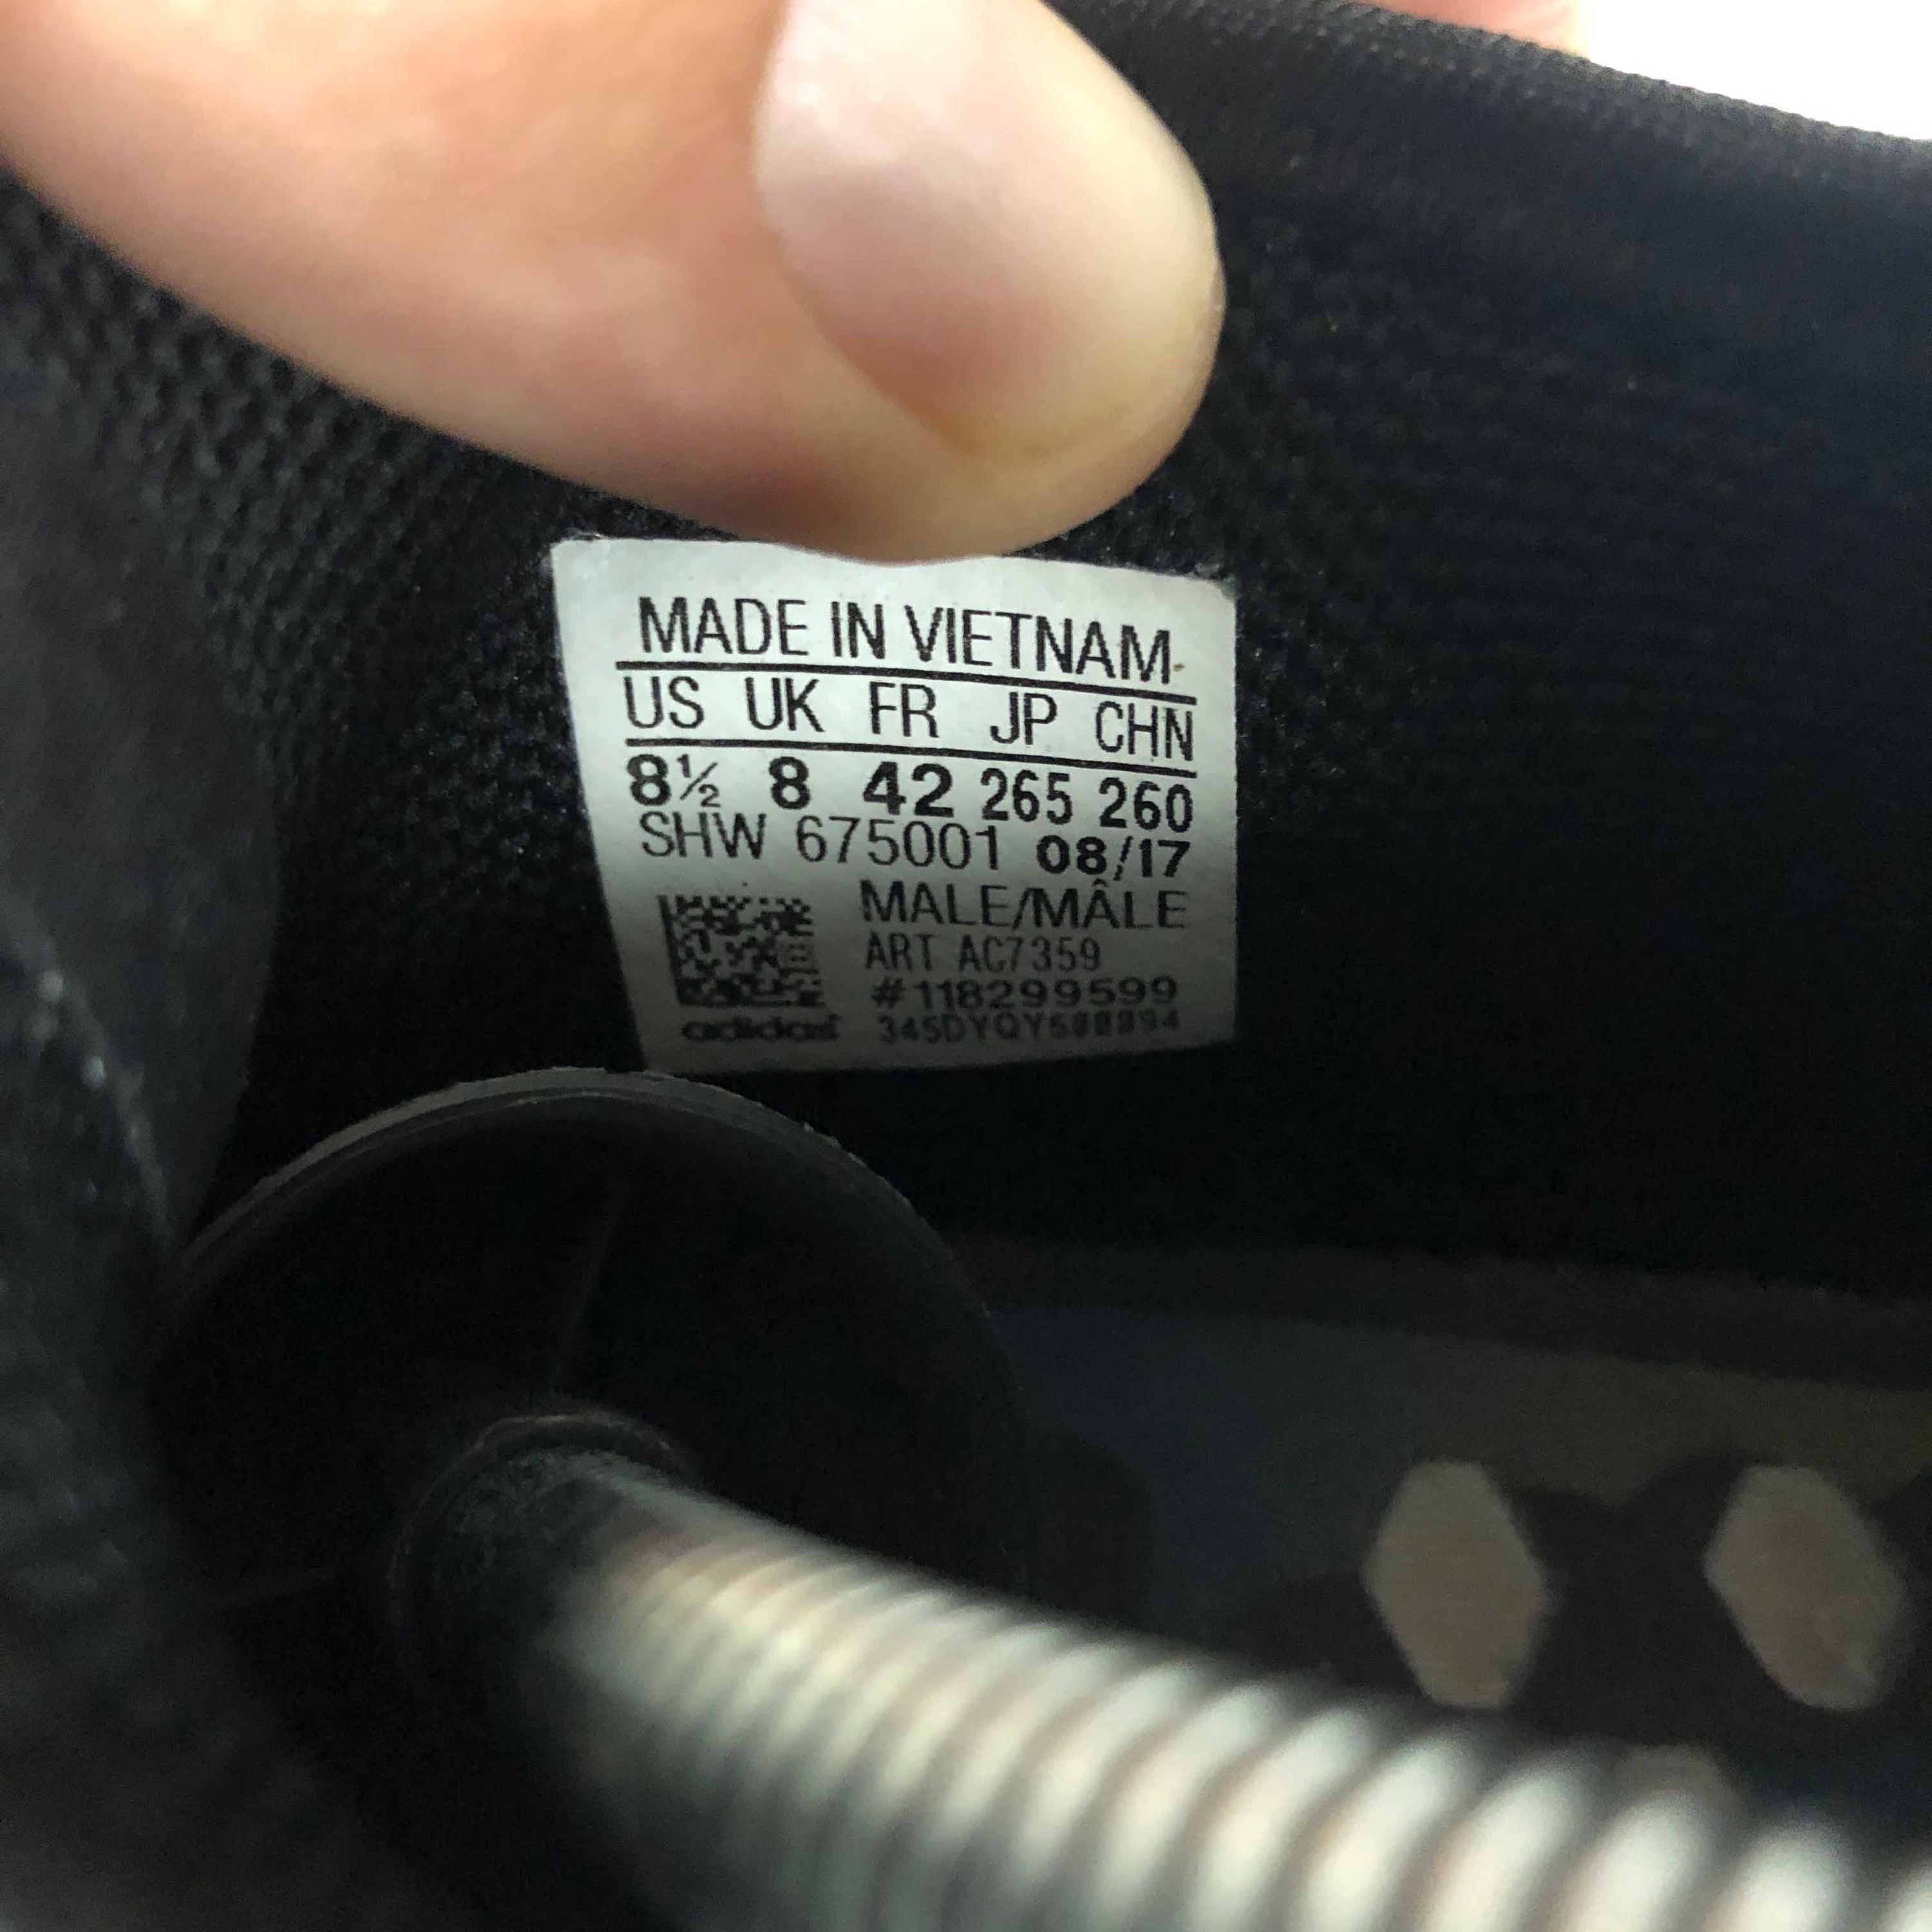 MADE IN VIETNAM
US UK FR JP CHN
8½ 8 42 265 260
SHW 675001 08/17
MALE/MÂLE
ART AC7359
#118299599
adidas